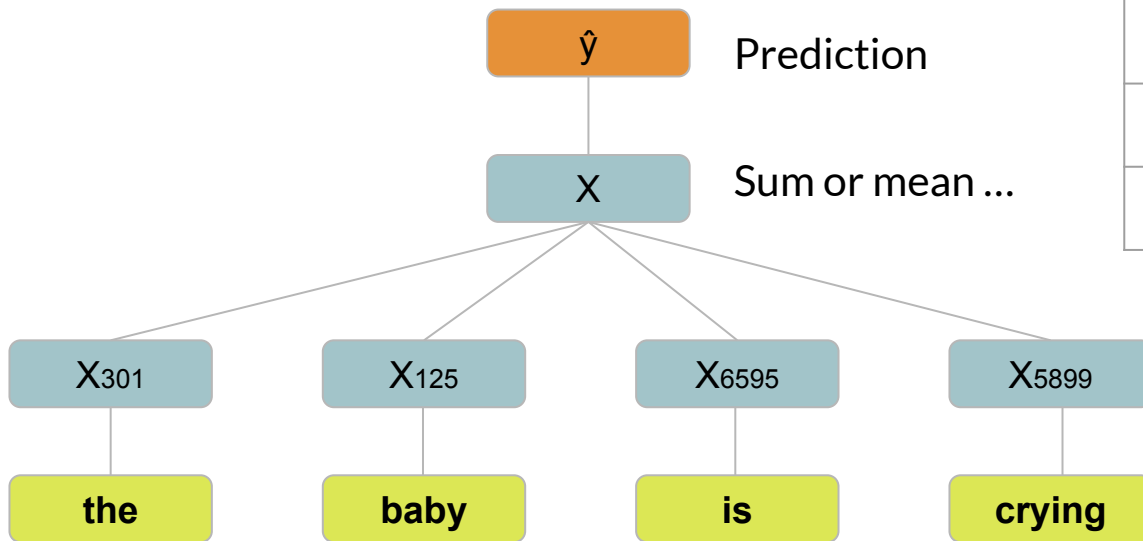 ŷ Prediction
X Sum or mean ...
X301 X125 X6595 X5899
the baby is crying